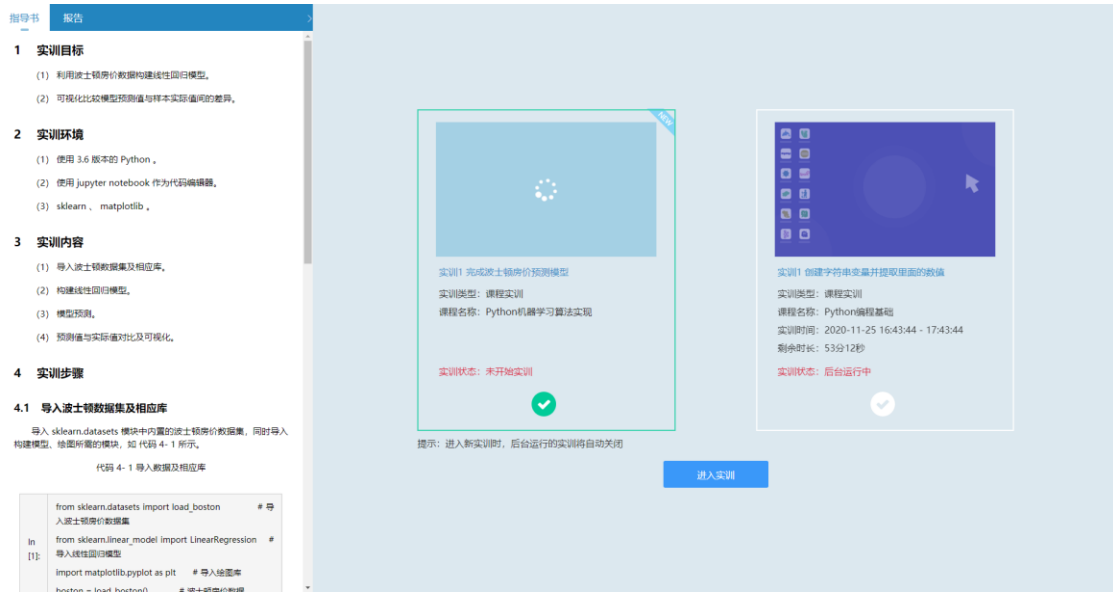 指导书 报告
1 实训目标
(1) 利用波士顿房价数据构建线性回归模型。
(2) 可视化比较模型预测值与样本实际值间的差异。
2 实训环境
(1) 使用 3.6 版本的 Python 。
(2) 使用 jupyter notebook 作为代码编辑器。
(3) sklearn 、 matplotlib 。
3 实训内容
(1) 导入波士顿数据集及相应库。
(2) 构建线性回归模型。
(3) 模型预测。
(4) 预测值与实际值对比及可视化。
4 实训步骤
4.1 导入波士顿数据集及相应库
导入 sklearn.datasets 模块中内置的波士顿房价数据集，同时导入
构建模型、绘图所需的模块，如 代码 4- 1 所示。
代码 4- 1 导入数据及相应库
In
[1]:
from sklearn.datasets import load_boston # 导
入波士顿房价数据集
from sklearn.linear_model import LinearRegression #
导入线性回归模型
import matplotlib.pyplot as plt # 导入绘图库
boston = load_boston() # 波士顿房价数据
NEW
实训1 完成波士顿房价预测模型
实训类型：课程实训
课程名称：Python机器学习算法实现
实训状态：未开始实训
实训1 创建字符串变量并提取里面的数值
实训类型：课程实训
课程名称：Python编程基础
实训时间：2020-11-25 16:43:44 - 17:43:44
剩余时长：53分12秒
实训状态：后台运行中
提示：进入新实训时，后台运行的实训将自动关闭
进入实训